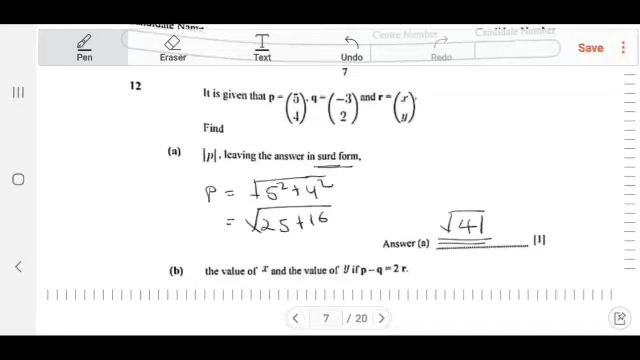 Candidate Name
Centre Number
Candidate Number
Pen
Eraser
Text
Undo
Redo
Save
7
12
It is given that p = (5 4), q = (−3 2) and r = (x y).
Find
(a) |p|, leaving the answer in surd form,
P = √5² + 4²
= √25 + 16
√41
Answer (a) ........................ [1]
(b) the value of x and the value of y if p − q = 2 r.
7 / 20